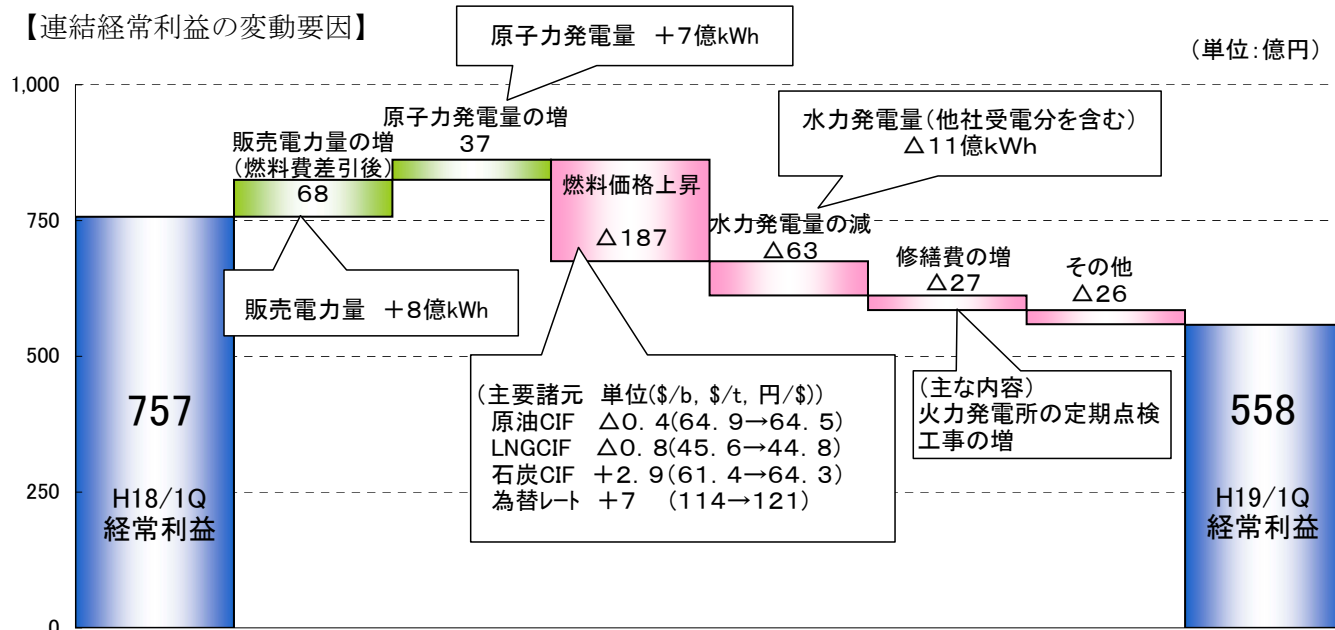 【連結経常利益の変動要因】
(単位:億円)
原子力発電量 +7億kWh
水力発電量(他社受電分を含む)
△11億kWh
1,000
750
500
250
0
757
H18/1Q
経常利益
販売電力量の増
(燃料費差引後)
68
販売電力量 +8億kWh
原子力発電量の増
37
燃料価格上昇
△187
(主要諸元 単位($/b, $/t, 円/$))
原油CIF △0.4(64.9→64.5)
LNGCIF △0.8(45.6→44.8)
石炭CIF +2.9(61.4→64.3)
為替レート +7 (114→121)
水力発電量の減
△63
修繕費の増
△27
(主な内容)
火力発電所の定期点検
工事の増
その他
△26
558
H19/1Q
経常利益